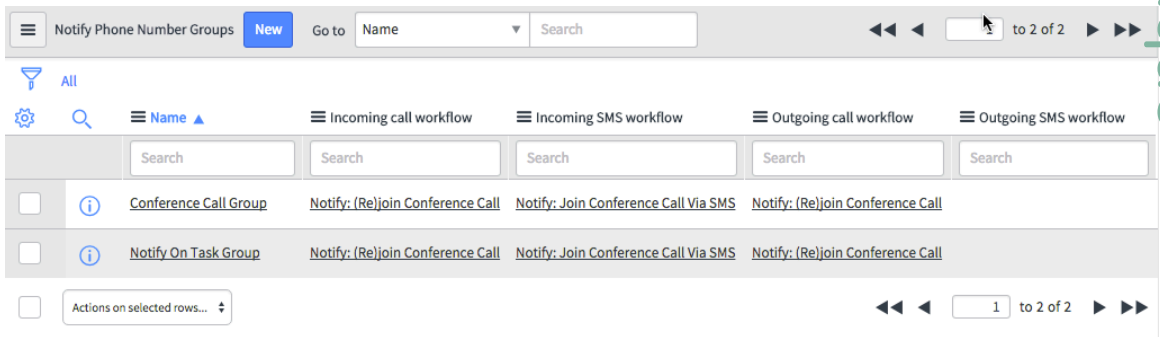 Notify Phone Number Groups New Go to Name Search 1 to 2 of 2
All
Name Incoming call workflow Incoming SMS workflow Outgoing call workflow Outgoing SMS workflow
Search Search Search Search Search
Conference Call Group Notify: (Re)join Conference Call Notify: Join Conference Call Via SMS Notify: (Re)join Conference Call
Notify On Task Group Notify: (Re)join Conference Call Notify: Join Conference Call Via SMS Notify: (Re)join Conference Call
Actions on selected rows... 1 to 2 of 2